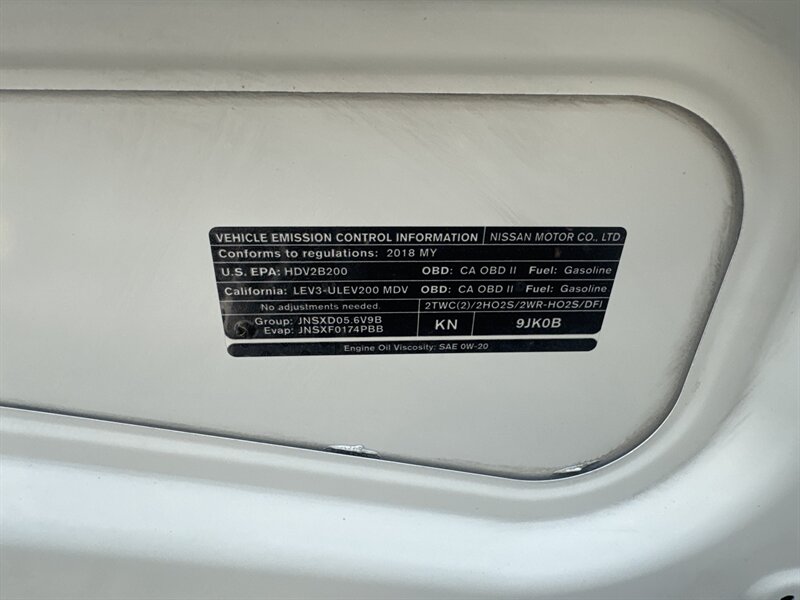 VEHICLE EMISSION CONTROL INFORMATION NISSAN MOTOR CO., LTD
Conforms to regulations: 2018 MY
U.S. EPA: HDV2B200 OBD: CA OBD II Fuel: Gasoline
California: LEV3-ULEV200 MDV OBD: CA OBD II Fuel: Gasoline
No adjustments needed. 2TWC(2)/2HO2S/2WR-HO2S/DFI
Group: JNSXD05.6V9B KN 9JK0B
Evap: JNSXF0174PBB
Engine Oil Viscosity: SAE 0W-20